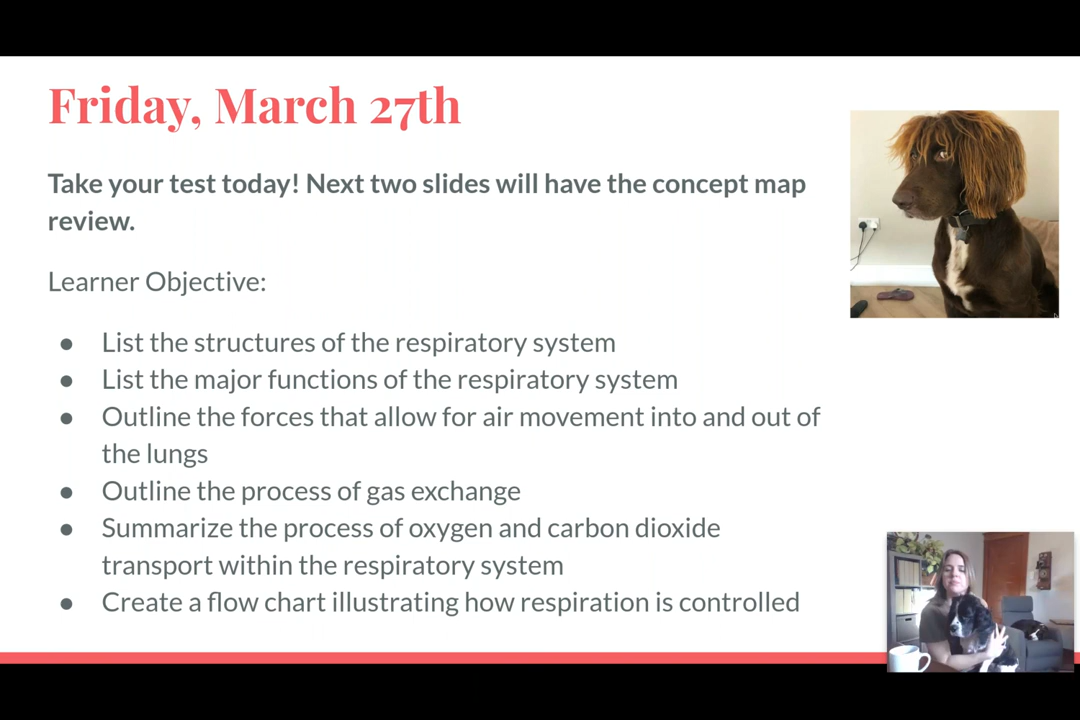 Friday, March 27th
Take your test today! Next two slides will have the concept map
review.
Learner Objective:
● List the structures of the respiratory system
● List the major functions of the respiratory system
● Outline the forces that allow for air movement into and out of
the lungs
● Outline the process of gas exchange
● Summarize the process of oxygen and carbon dioxide
transport within the respiratory system
● Create a flow chart illustrating how respiration is controlled